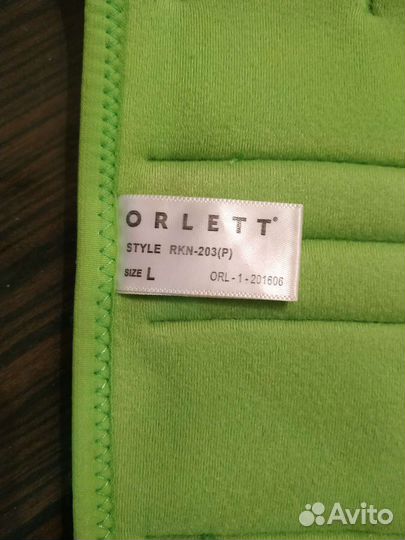 ORLETT®
STYLE RKN-203(P)
SIZE L ORL-1-201606
Avito